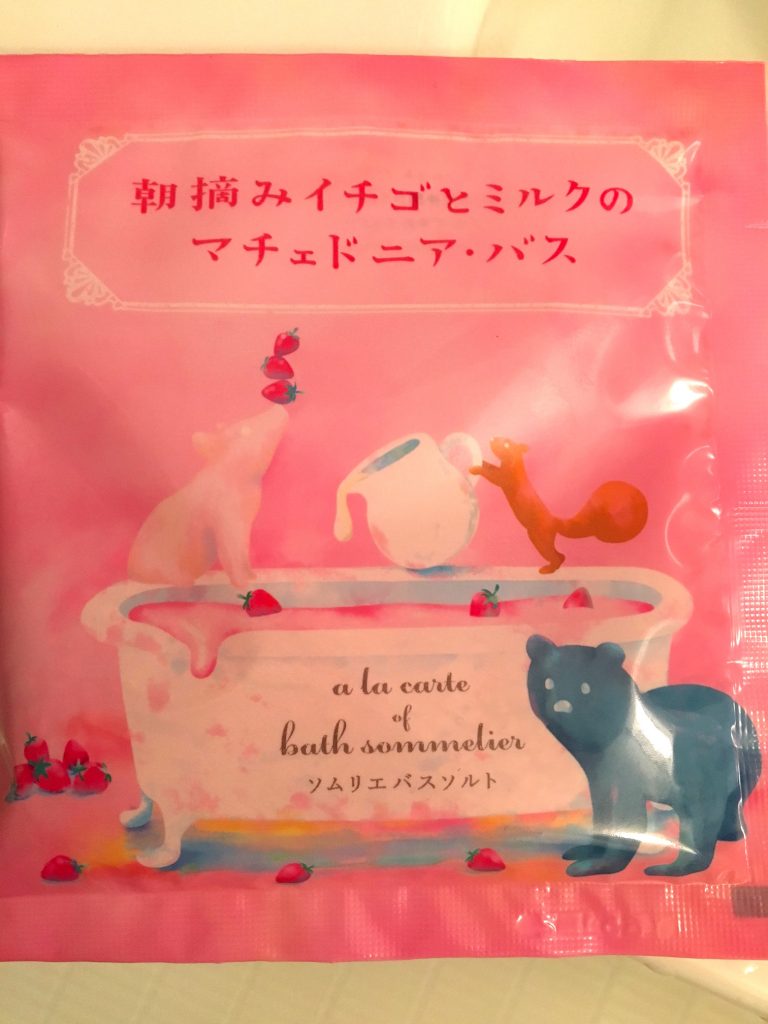 朝摘みイチゴとミルクの
マチェドニア・バス
a la carte
of
bath sommelier
ソムリエバスソルト